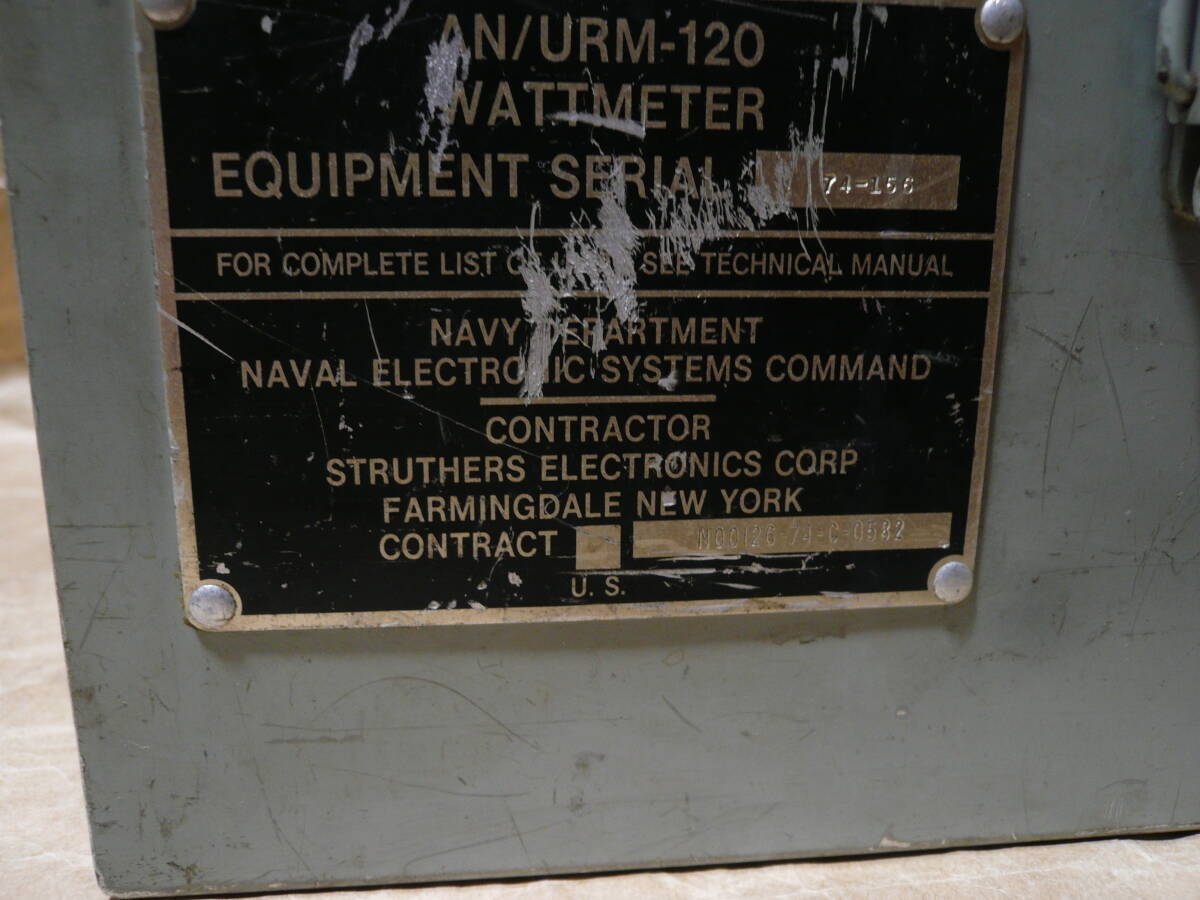 AN/URM-120
WATTMETER
EQUIPMENT SERIAL 74-156
FOR COMPLETE LIST SEE TECHNICAL MANUAL
NAVY DEPARTMENT
NAVAL ELECTRONIC SYSTEMS COMMAND
CONTRACTOR
STRUTHERS ELECTRONICS CORP
FARMINGDALE NEW YORK
CONTRACT N00126-74-C-0582
U. S.